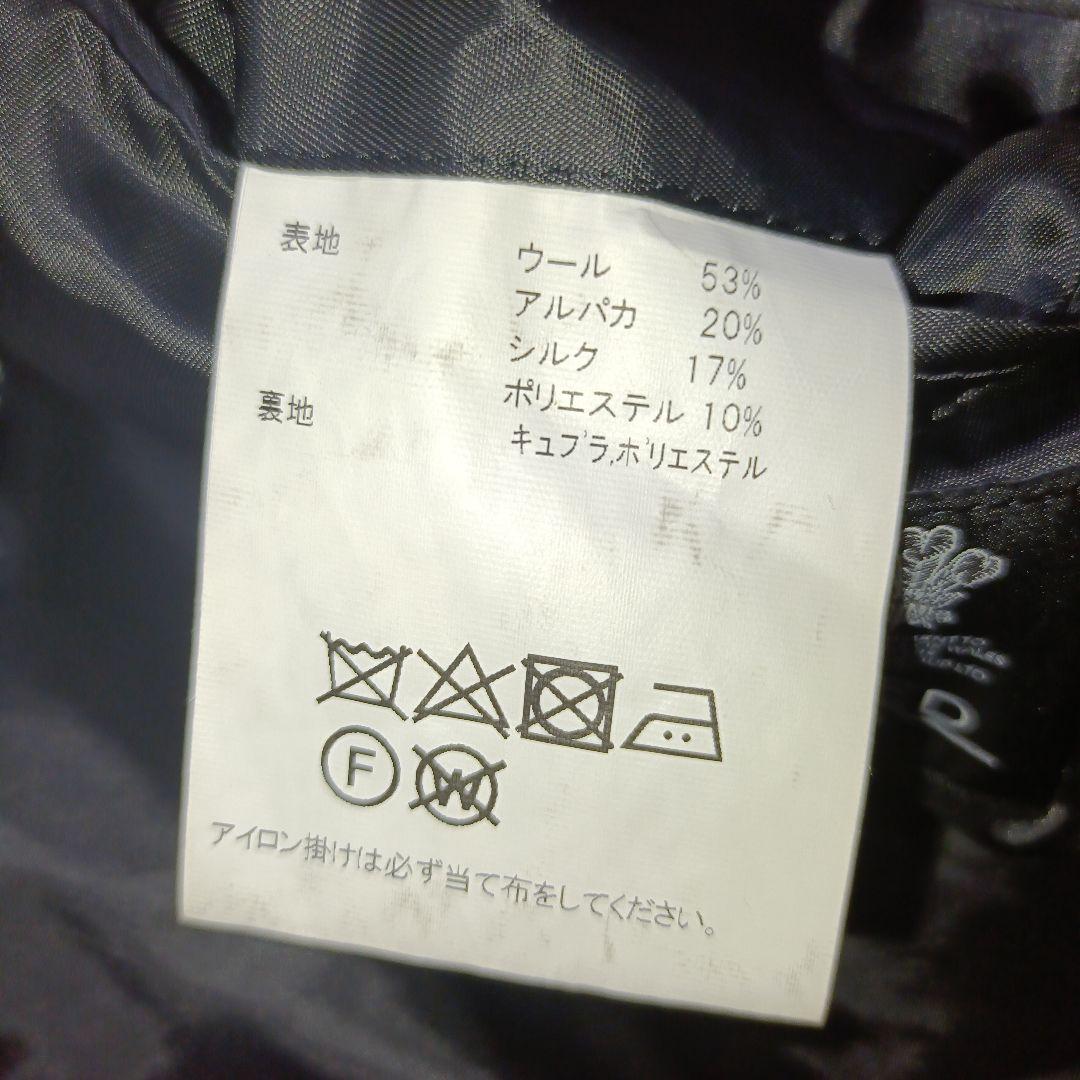 表地 ウール 53%
アルパカ 20%
シルク 17%
ポリエステル 10%
裏地 キュプラ,ポリエステル
F
W
アイロン掛けは必ず当て布をしてください。